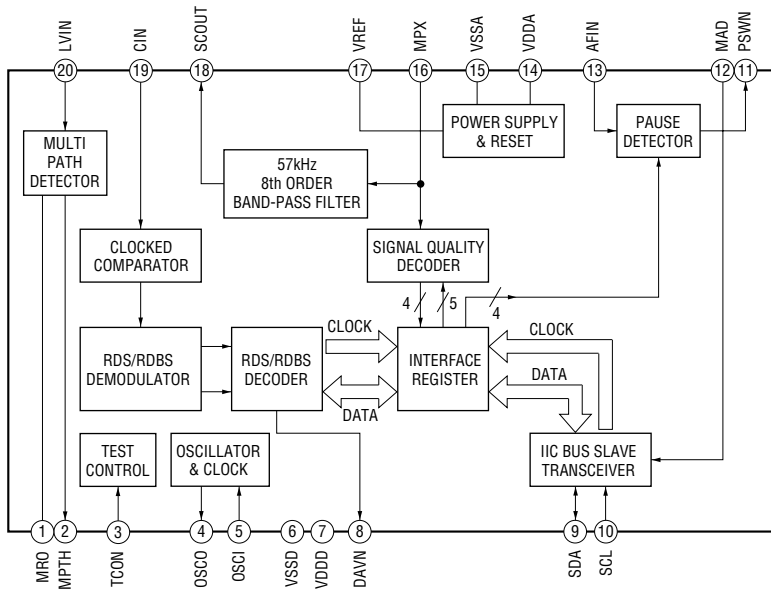 LVIN
CIN
SCOUT
VREF
MPX
VSSA
VDDA
AFIN
MAD
PSWN
20
19
18
17
16
15
14
13
12
11
MULTI
PATH
DETECTOR
57kHz
8th ORDER
BAND-PASS FILTER
POWER SUPPLY
& RESET
PAUSE
DETECTOR
CLOCKED
COMPARATOR
SIGNAL QUALITY
DECODER
4
5
4
RDS/RDBS
DEMODULATOR
RDS/RDBS
DECODER
CLOCK
DATA
INTERFACE
REGISTER
CLOCK
DATA
TEST
CONTROL
OSCILLATOR
& CLOCK
IIC BUS SLAVE
TRANSCEIVER
1
2
3
4
5
6
7
8
9
10
MRO
MPTH
TCON
OSCO
OSCI
VSSD
VDDD
DAVN
SDA
SCL